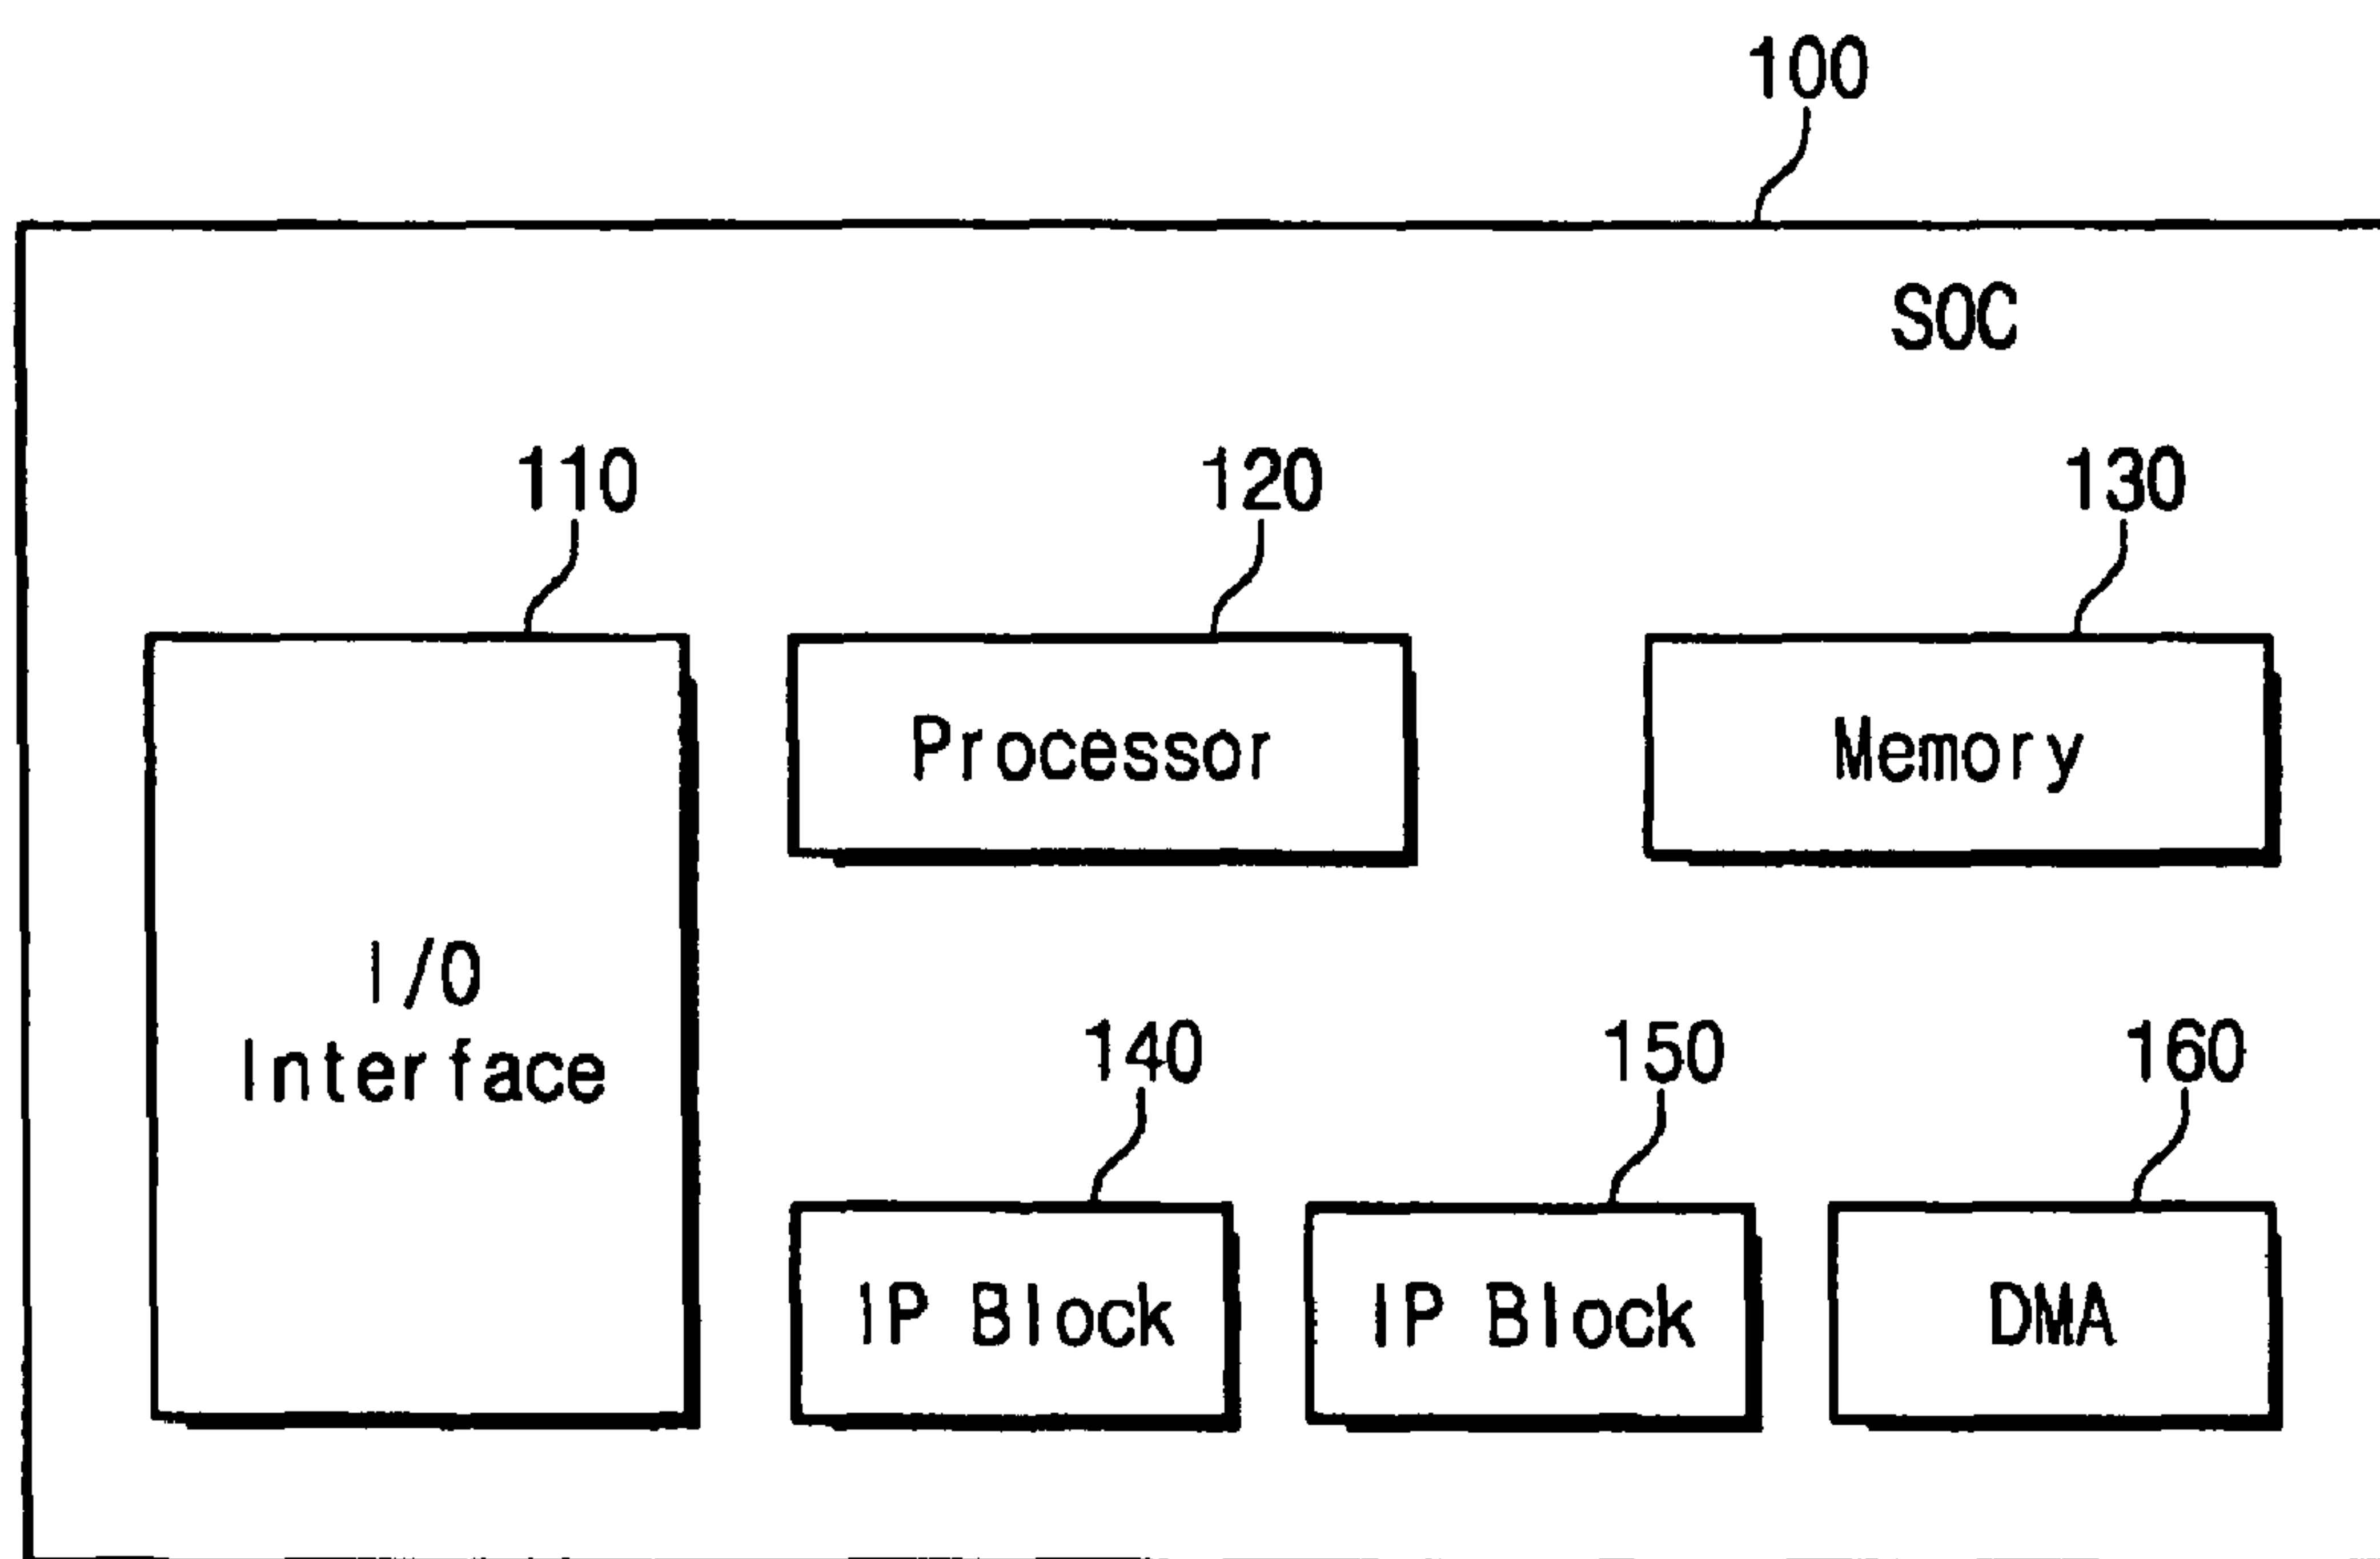 100
SOC
110
120
130
Processor
Memory
I/O
Interface
140
150
160
IP Block
IP Block
DMA